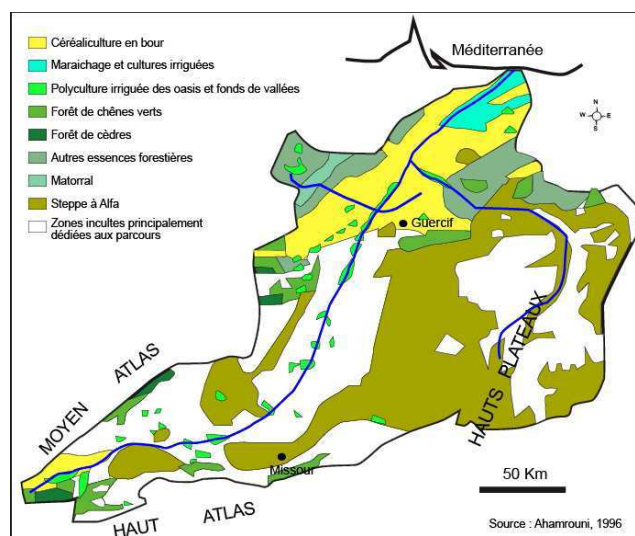 Céréaliculture en bour
Maraichage et cultures irriguées
Polyculture irriguée des oasis et fonds de vallées
Forêt de chênes verts
Forêt de cèdres
Autres essences forestières
Matorral
Steppe à Alfa
Zones incultes principalement
dédiées aux parcours
Méditerranée
N
W E
S
Guercif
HAUTS PLATEAUX
MOYEN ATLAS
Missour
HAUT ATLAS
50 Km
Source : Ahamrouni, 1996